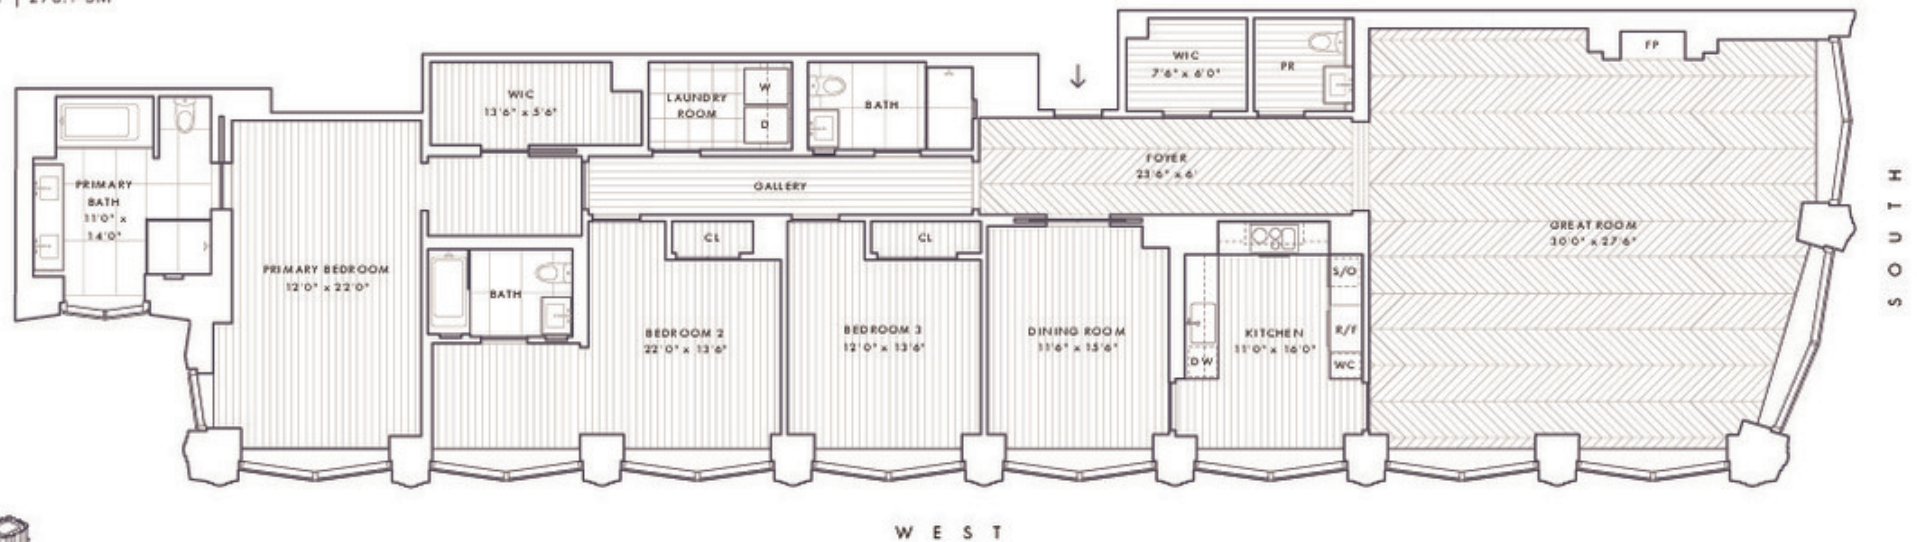 WIC
7'6" x 6'0"
PR
FP
WIC
13'6" x 5'6"
LAUNDRY
ROOM
W
D
BATH
FOYER
23'6" x 6'
GALLERY
PRIMARY
BATH
11'0" x
14'0"
PRIMARY BEDROOM
12'0" x 22'0"
CL
CL
BATH
BEDROOM 2
22'0" x 13'6"
BEDROOM 3
12'0" x 13'6"
DINING ROOM
11'6" x 15'6"
KITCHEN
11'0" x 16'0"
S/O
R/F
WC
DW
GREAT ROOM
30'0" x 27'6"
SOUTH
WEST